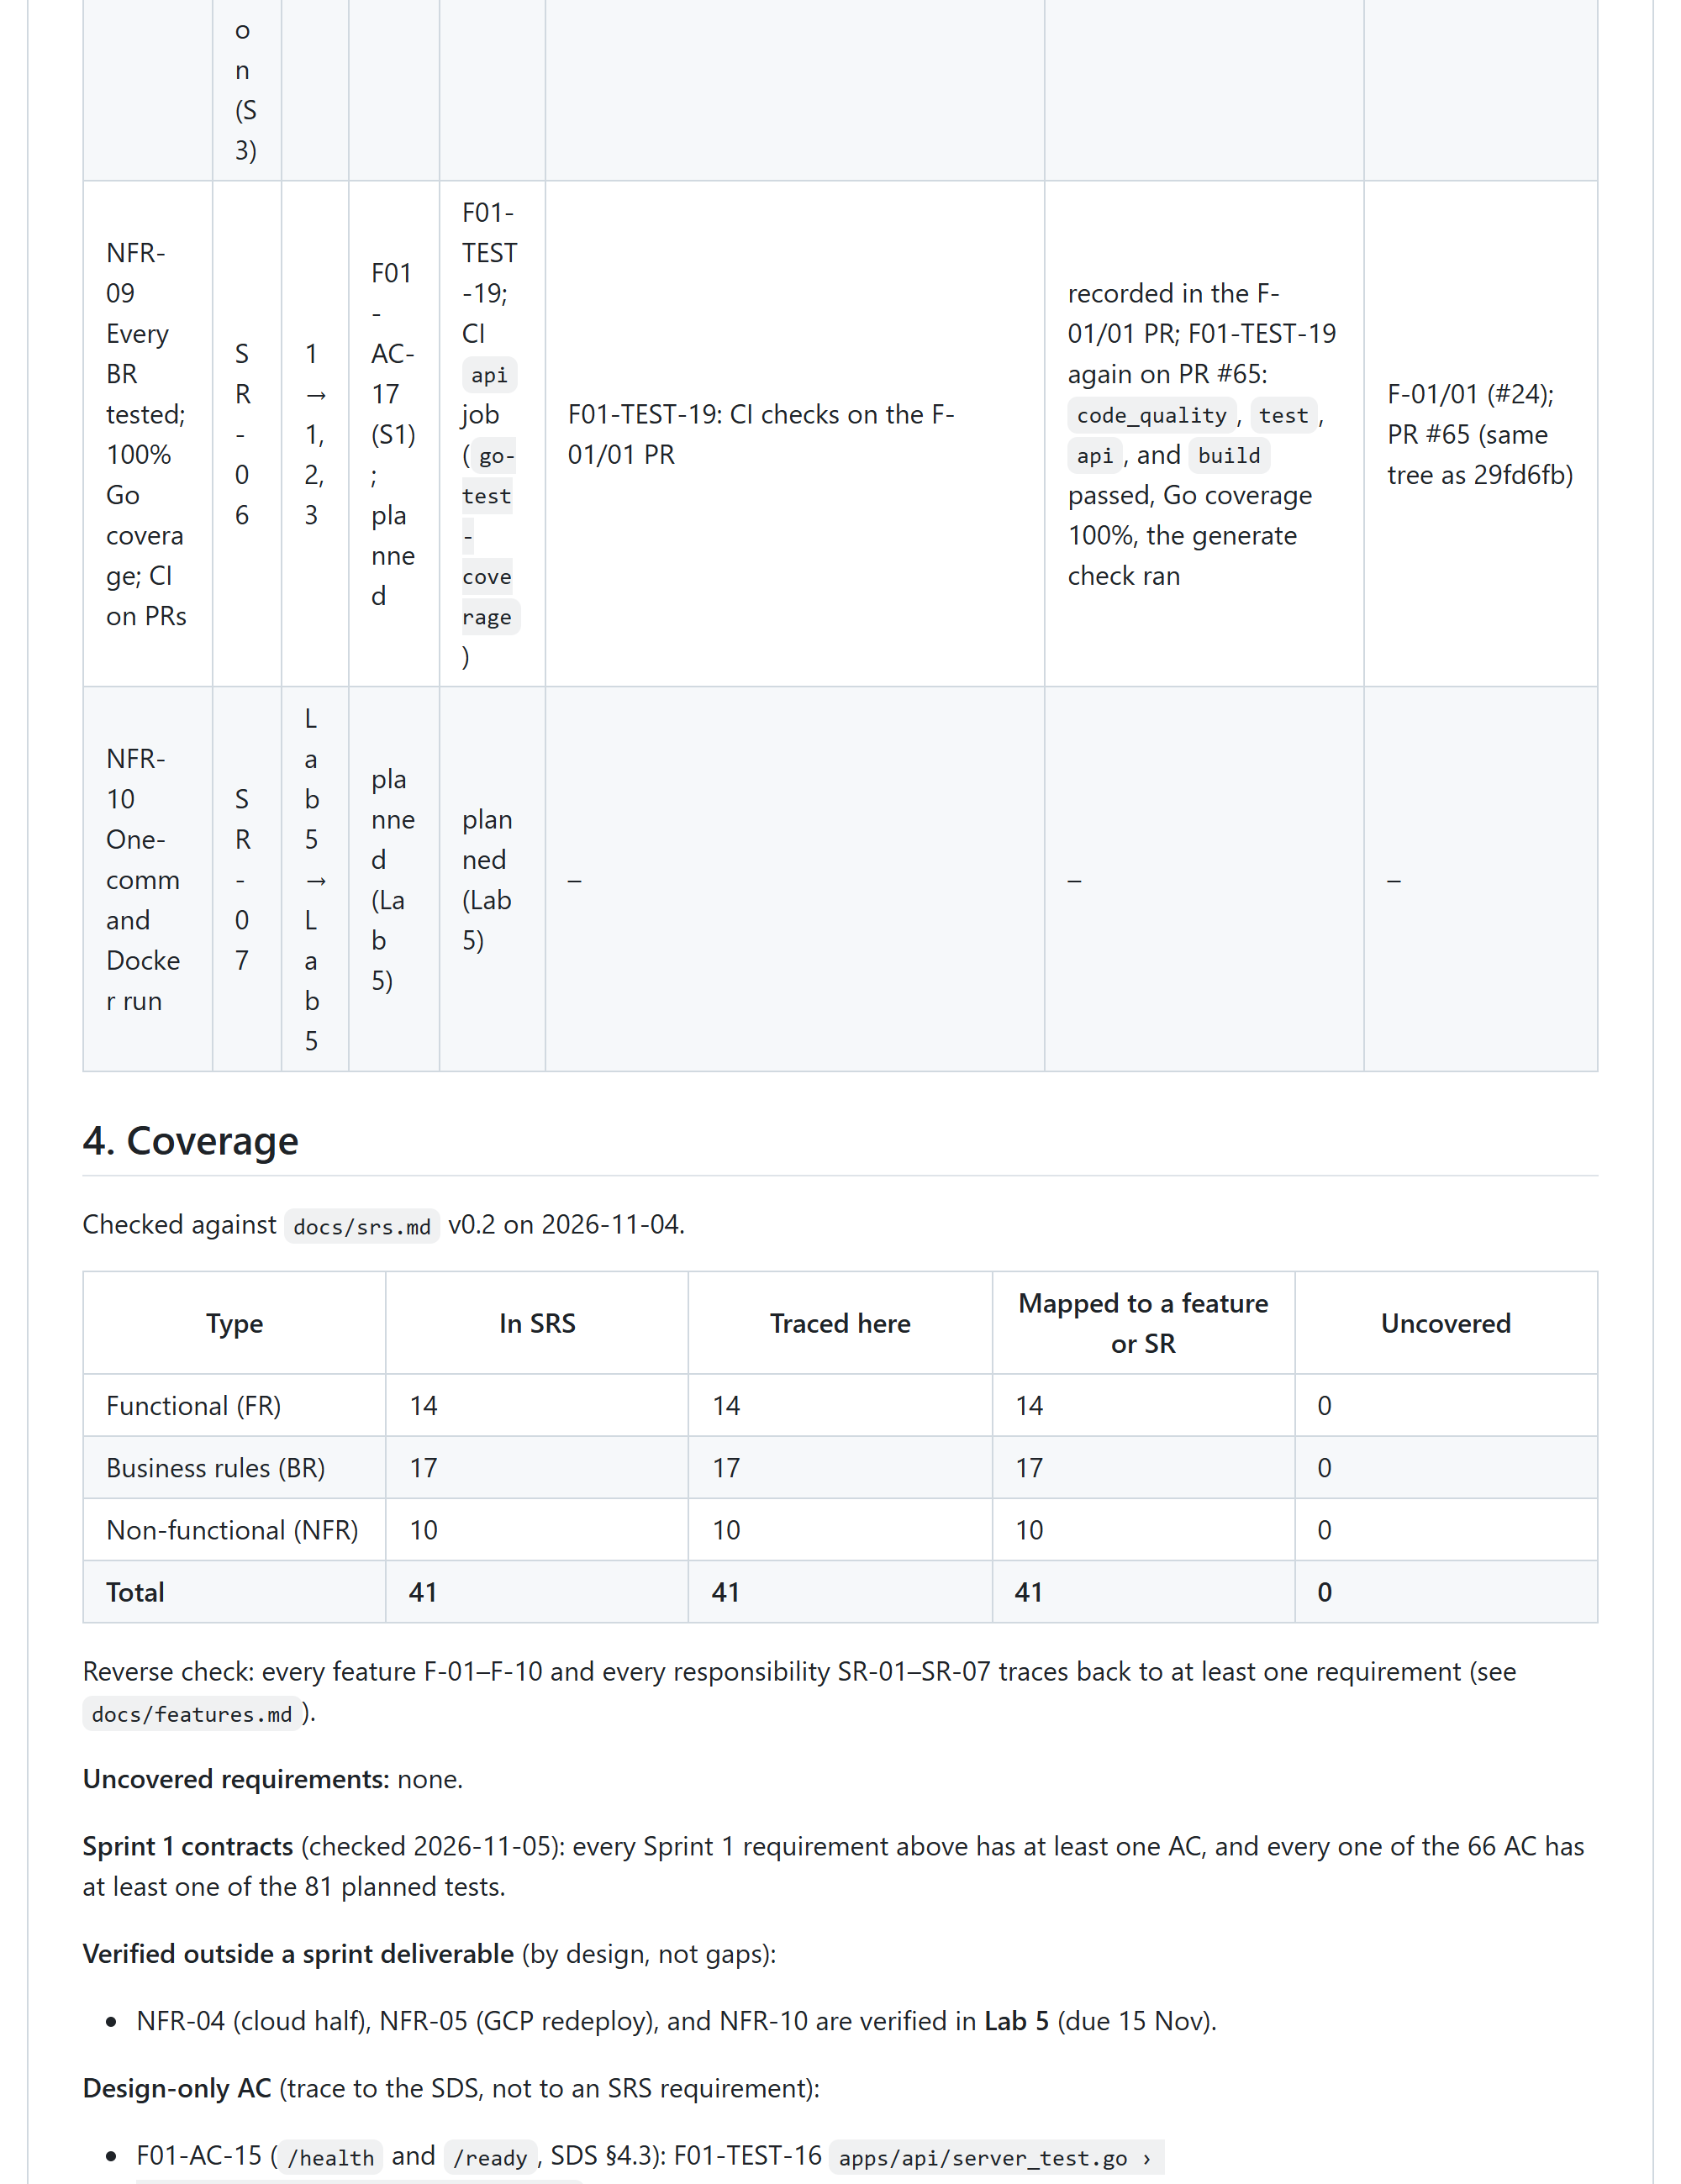 o
n
(S
3)
NFR-
09
Every
BR
tested;
100%
Go
covera
ge; CI
on PRs
S
R
-
0
6
1
→
1,
2,
3
F01
-
AC-
17
(S1)
;
pla
nne
d
F01-
TEST
-19;
CI
api
job
(go-
test
-
cove
rage
)
F01-TEST-19: CI checks on the F-
01/01 PR
recorded in the F-
01/01 PR; F01-TEST-19
again on PR #65:
code_quality, test,
api, and build
passed, Go coverage
100%, the generate
check ran
F-01/01 (#24);
PR #65 (same
tree as 29fd6fb)
NFR-
10
One-
comm
and
Docke
r run
S
R
-
0
7
L
a
b
5
→
L
a
b
5
pla
nne
d
(La
b
5)
plan
ned
(Lab
5)
–
–
–
4. Coverage
Checked against docs/srs.md v0.2 on 2026-11-04.
Type In SRS Traced here Mapped to a feature
or SR Uncovered
Functional (FR) 14 14 14 0
Business rules (BR) 17 17 17 0
Non-functional (NFR) 10 10 10 0
Total 41 41 41 0
Reverse check: every feature F-01–F-10 and every responsibility SR-01–SR-07 traces back to at least one requirement (see
docs/features.md).
Uncovered requirements: none.
Sprint 1 contracts (checked 2026-11-05): every Sprint 1 requirement above has at least one AC, and every one of the 66 AC has
at least one of the 81 planned tests.
Verified outside a sprint deliverable (by design, not gaps):
• NFR-04 (cloud half), NFR-05 (GCP redeploy), and NFR-10 are verified in Lab 5 (due 15 Nov).
Design-only AC (trace to the SDS, not to an SRS requirement):
• F01-AC-15 (/health and /ready, SDS §4.3): F01-TEST-16 apps/api/server_test.go ›